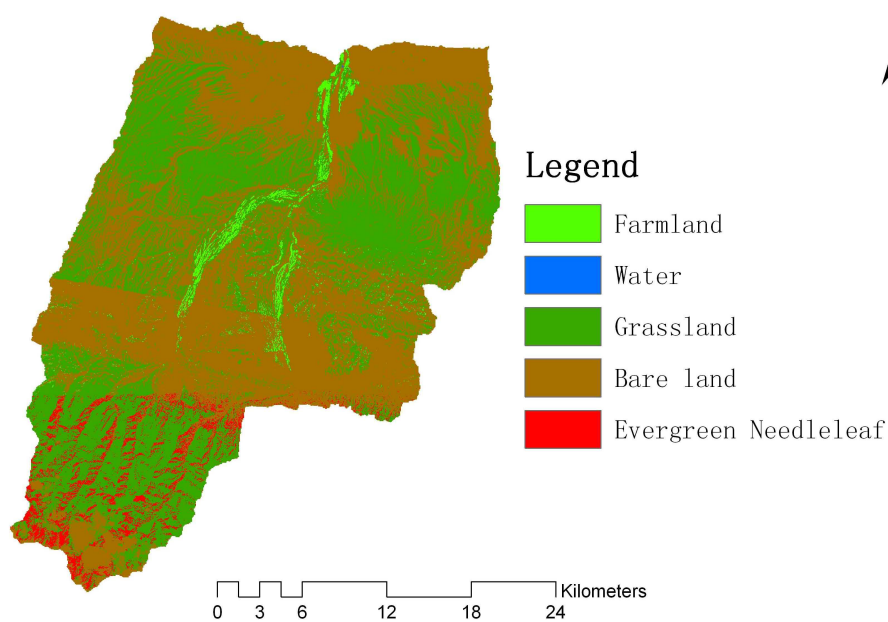 Legend
Farmland
Water
Grassland
Bare land
Evergreen Needleleaf
Kilometers
0 3 6 12 18 24